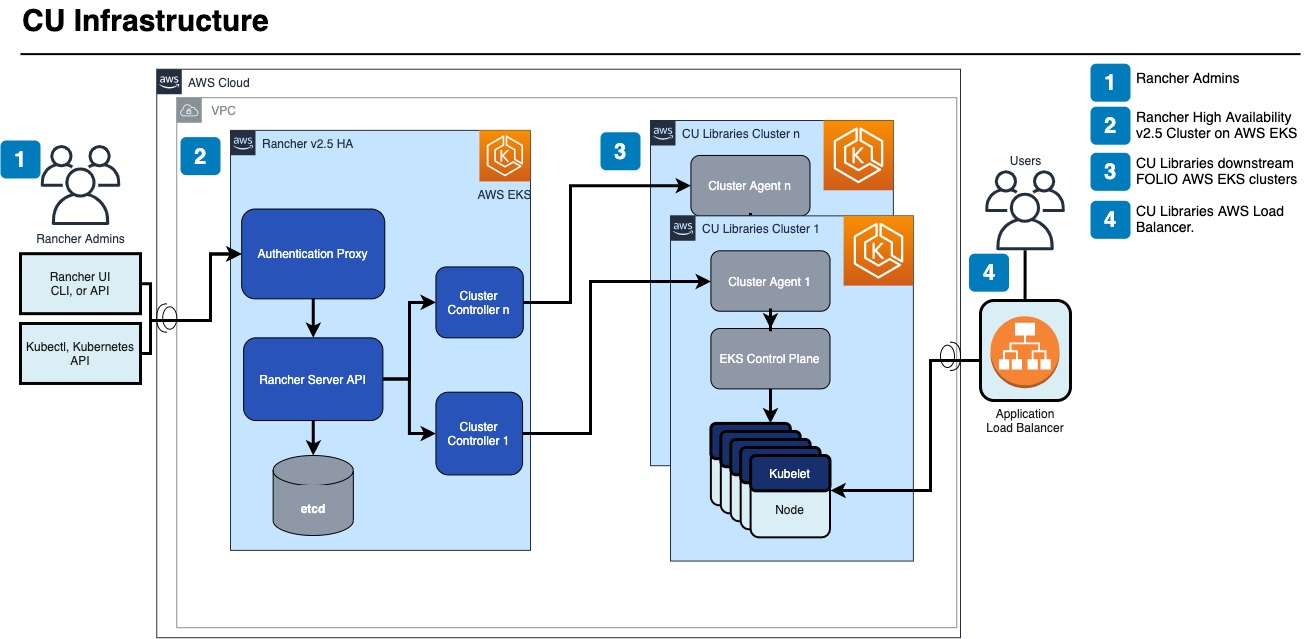 CU Infrastructure
aws
AWS Cloud
VPC
1
Rancher Admins
Rancher UI
CLI, or API
Kubectl, Kubernetes
API
2
aws
Rancher v2.5 HA
AWS EKS
Authentication Proxy
Rancher Server API
etcd
Cluster
Controller n
Cluster
Controller 1
3
aws
CU Libraries Cluster n
K
Cluster Agent n
aws
CU Libraries Cluster 1
K
Cluster Agent 1
EKS Control Plane
Kubelet
Node
K
Users
4
Application
Load Balancer
1
Rancher Admins
2
Rancher High Availability
v2.5 Cluster on AWS EKS
3
CU Libraries downstream
FOLIO AWS EKS clusters
4
CU Libraries AWS Load
Balancer.